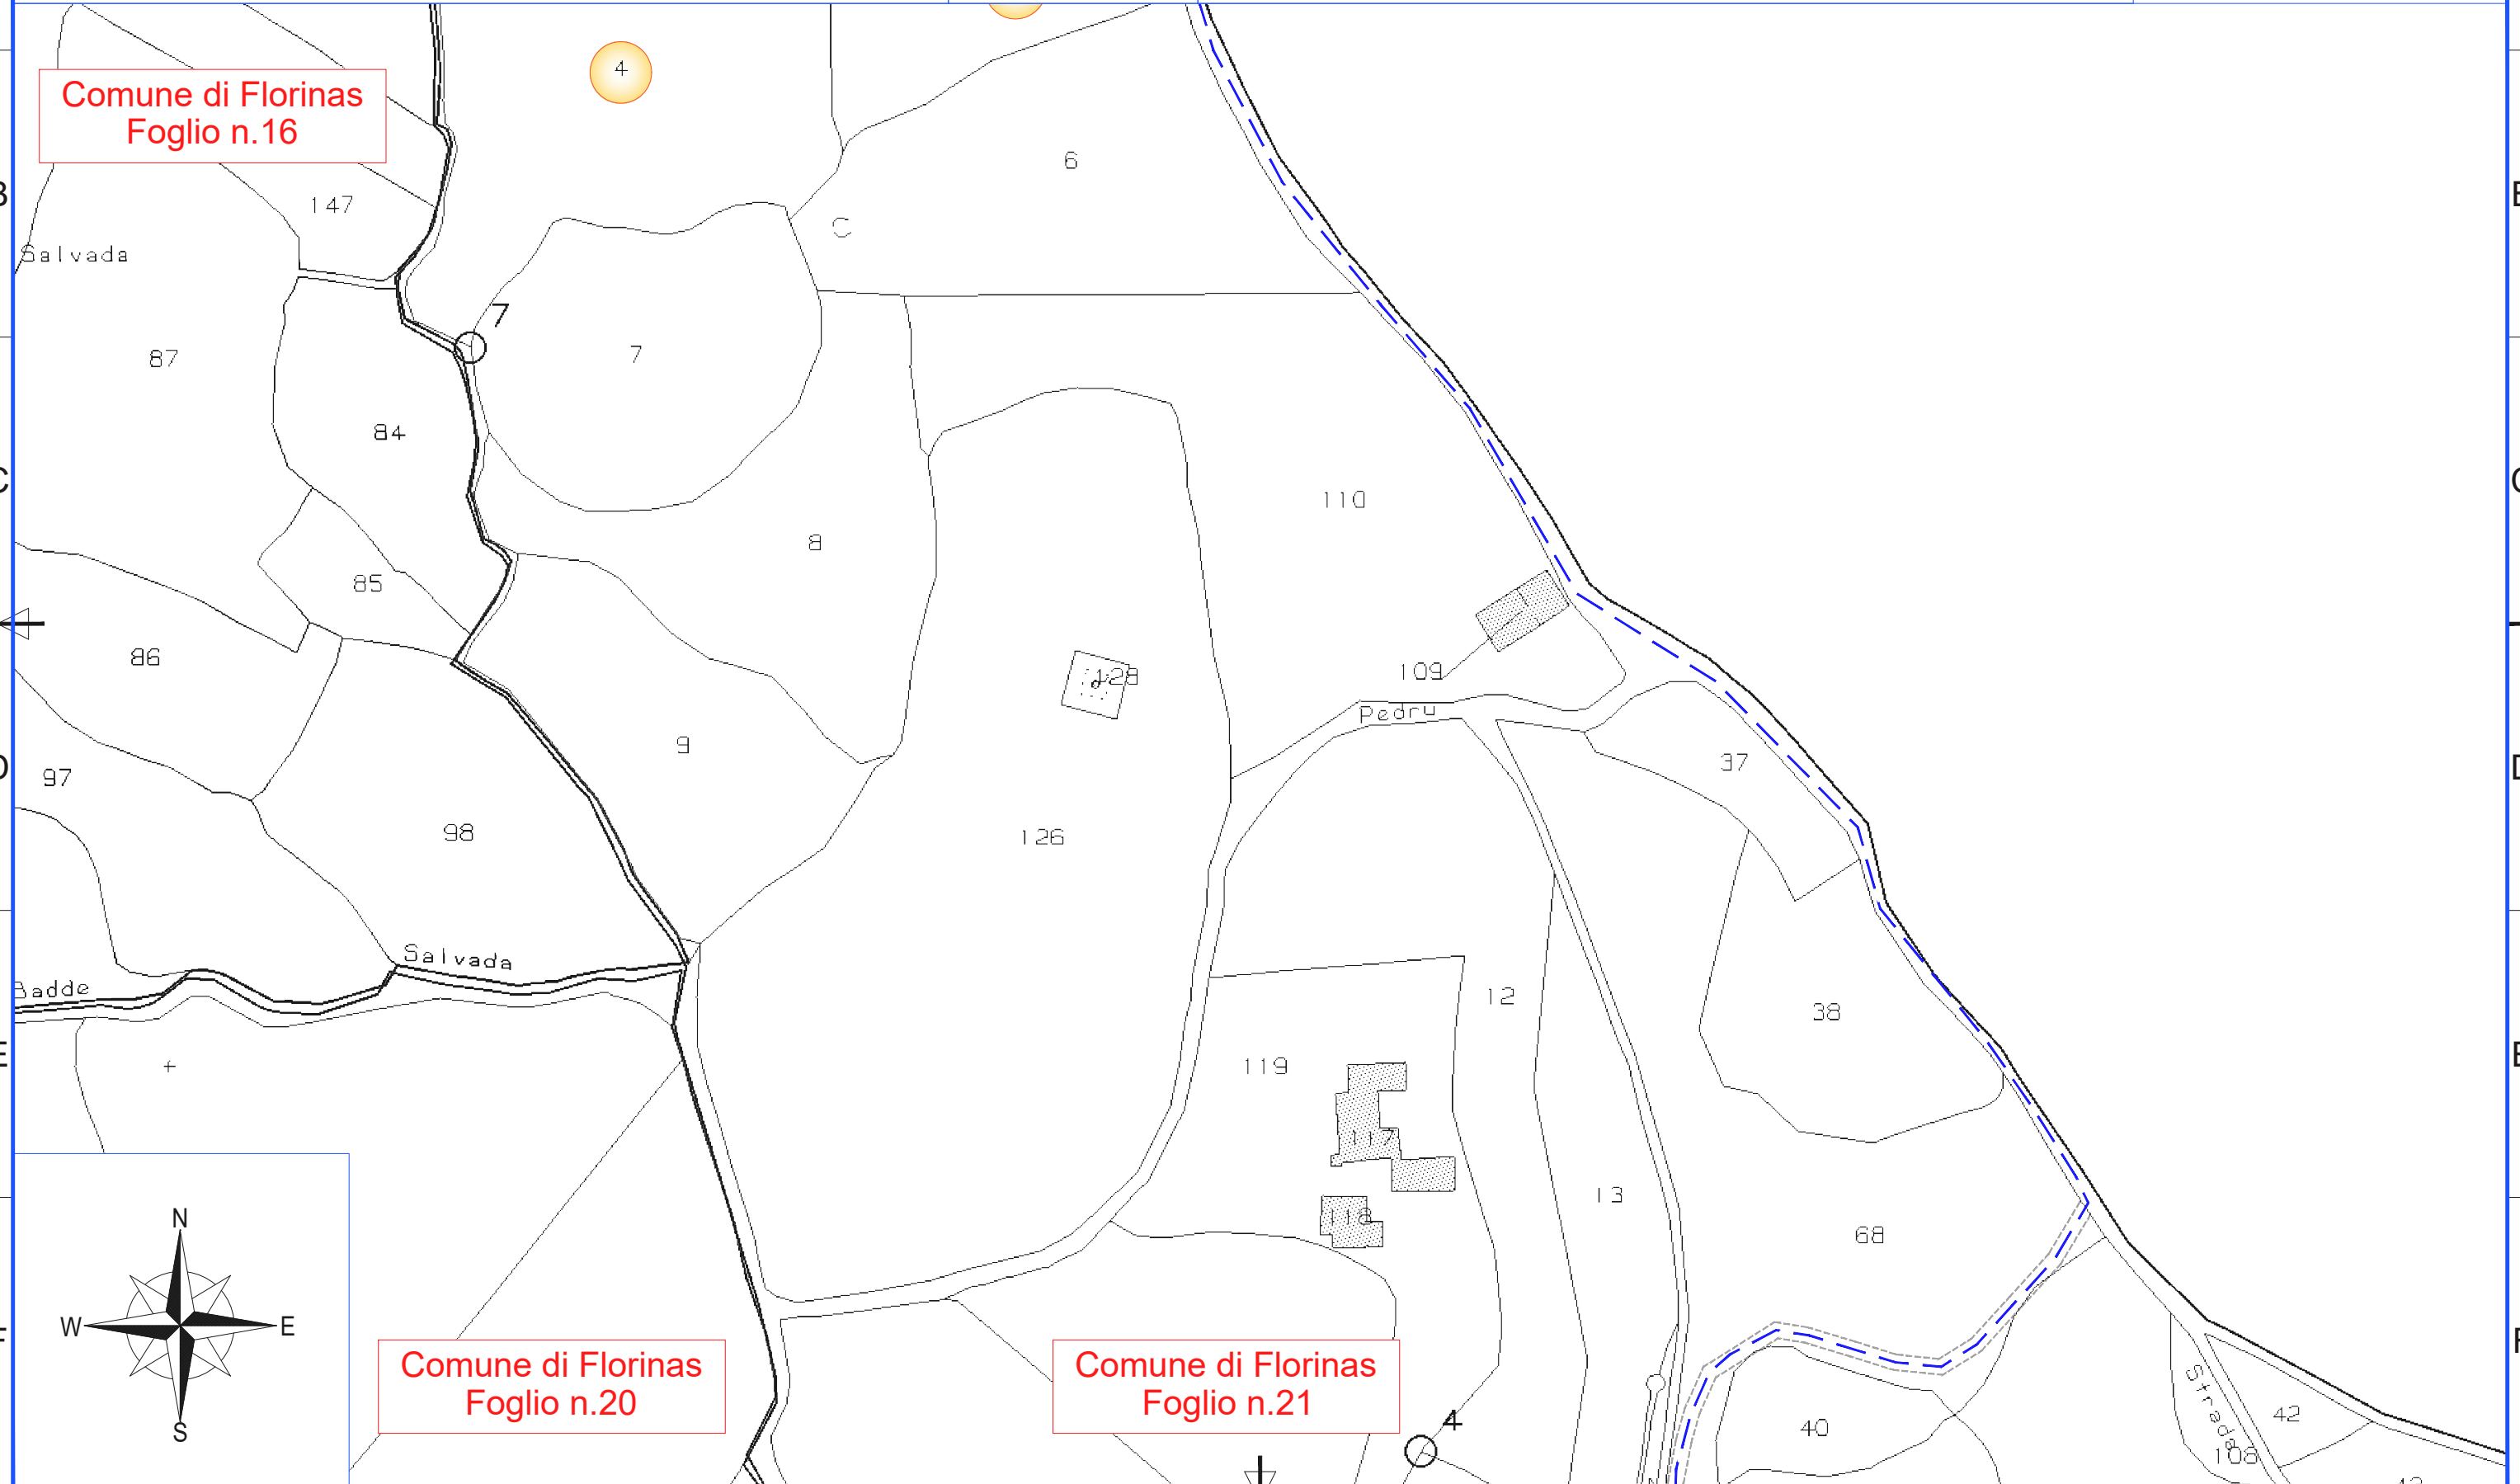 4
Comune di Florinas
Foglio n.16
6
B
147
C
Salvada
7
87
7
84
C
110
8
85
86
109
128
Pedru
9
37
97
D
98
126
Salvada
Badde
12
38
119
E
117
13
118
68
N
W
E
S
Comune di Florinas
Foglio n.20
Comune di Florinas
Foglio n.21
F
Strada
42
4
40
108